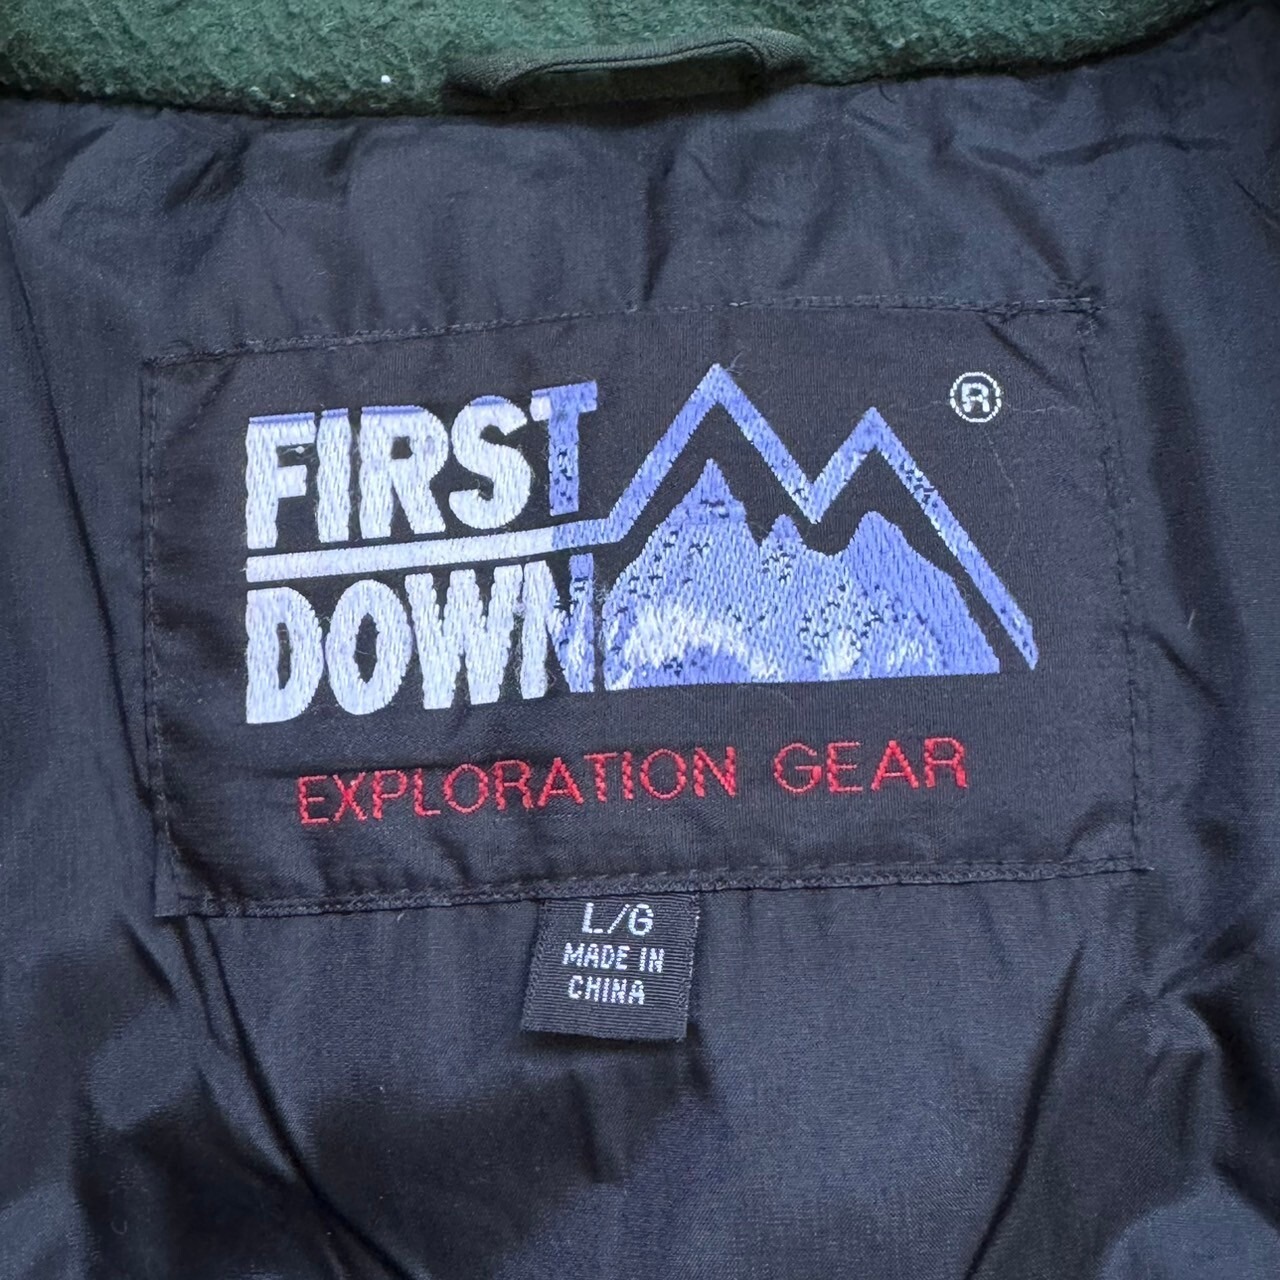 FIRST
DOWN
®
EXPLORATION GEAR
L/G
MADE IN
CHINA